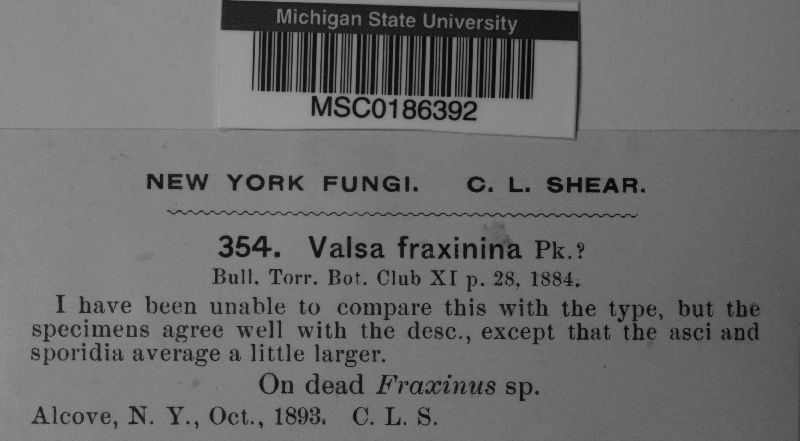 Michigan State University
MSC0186392
NEW YORK FUNGI. C. L. SHEAR.
354. Valsa fraxinina Pk.?
Bull. Torr. Bot. Club XI p. 28, 1884.
I have been unable to compare this with the type, but the
specimens agree well with the desc., except that the asci and
sporidia average a little larger.
On dead Fraxinus sp.
Alcove, N. Y., Oct., 1893. C. L. S.